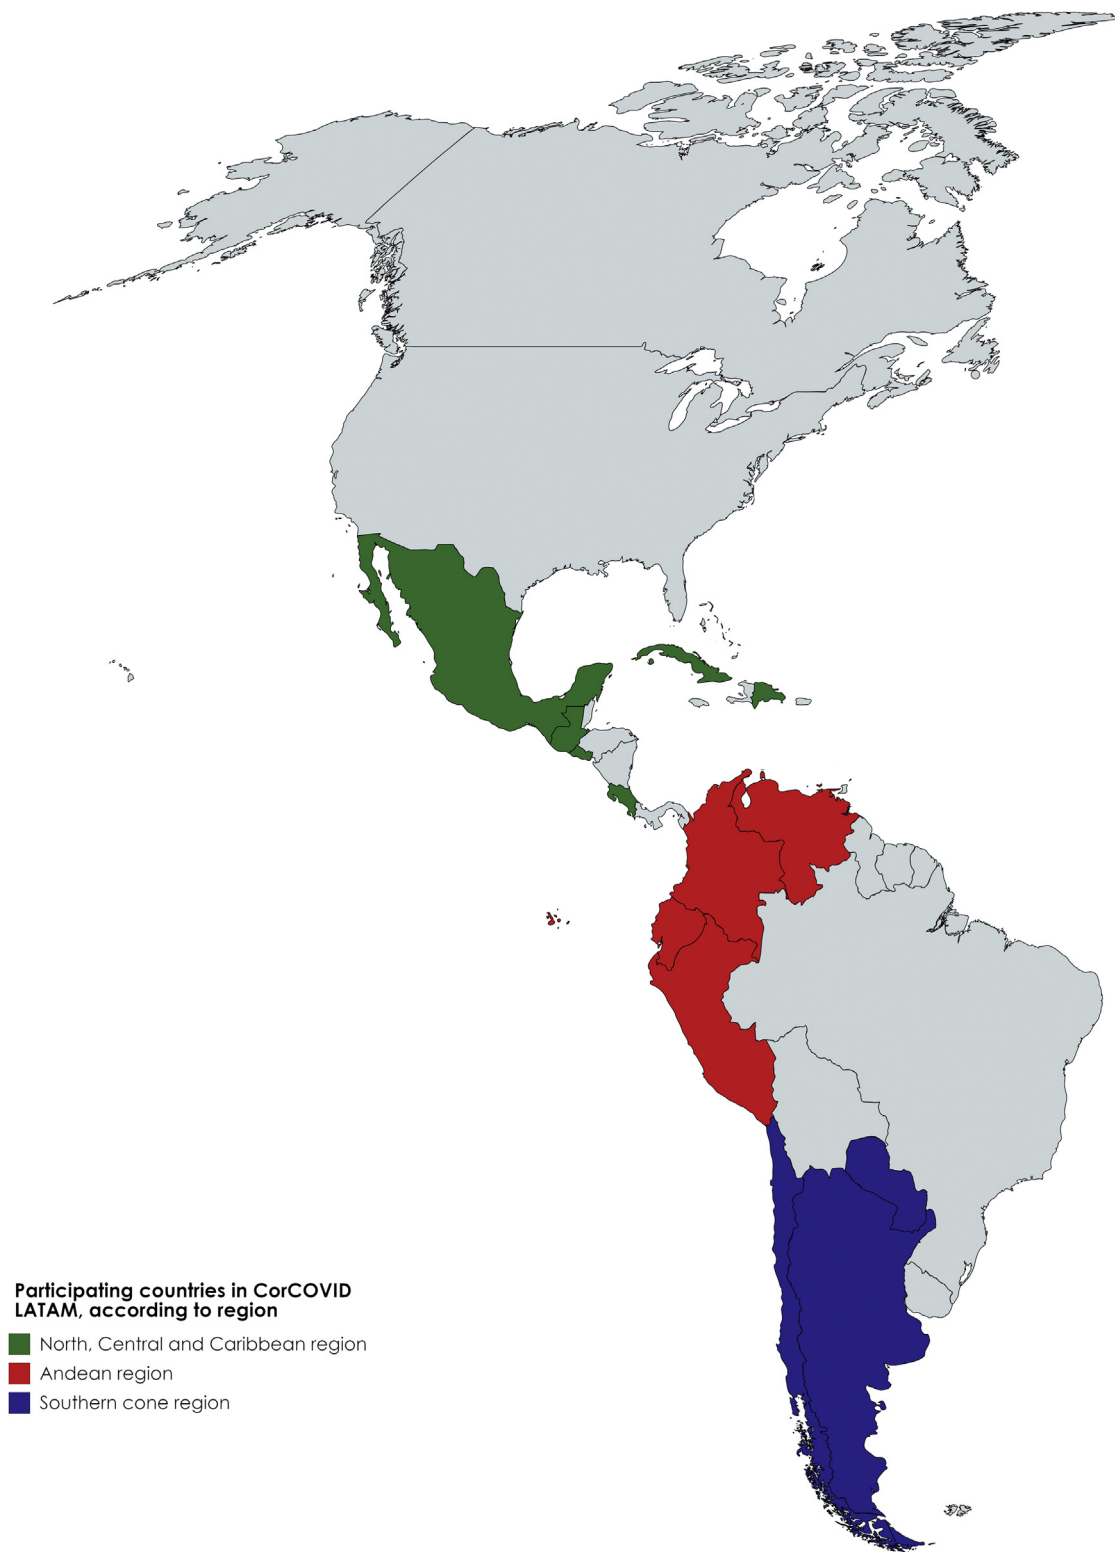 Participating countries in CorCOVID
LATAM, according to region
North, Central and Caribbean region
Andean region
Southern cone region